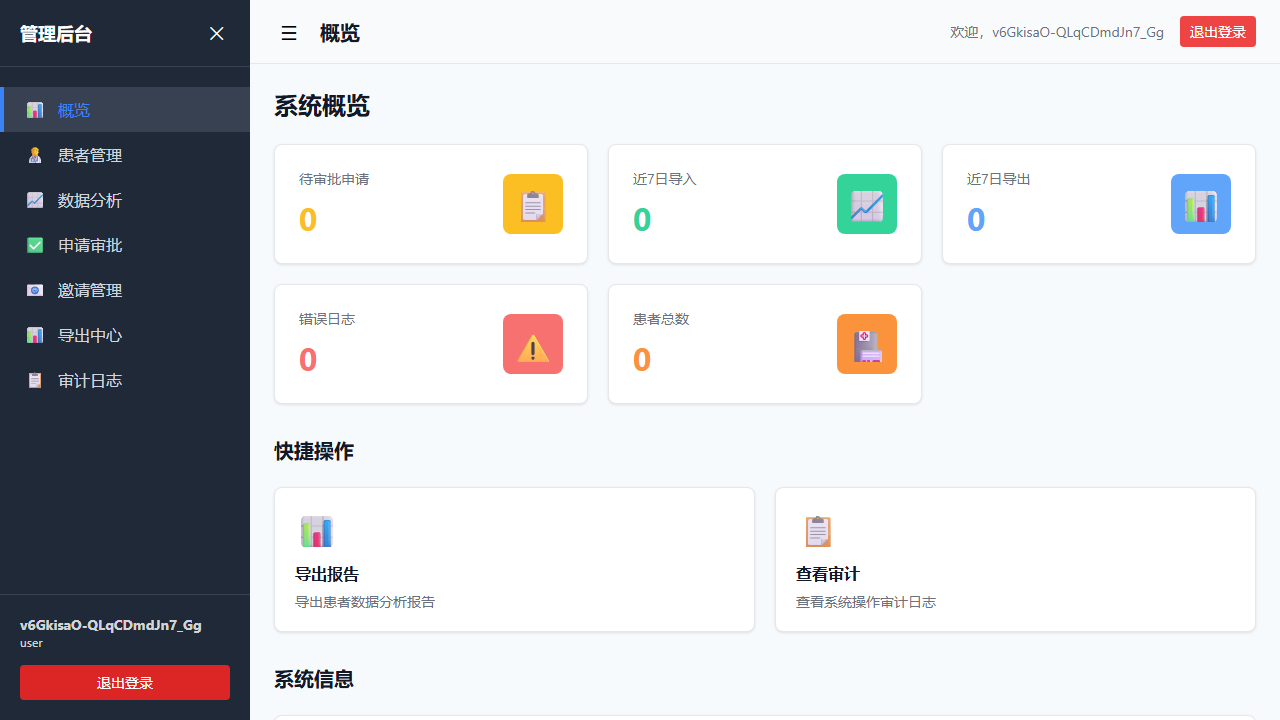 管理后台
概览
患者管理
数据分析
申请审批
邀请管理
导出中心
审计日志
v6GkisaO-QLqCDmdJn7_Gg
user
退出登录
概览
欢迎，v6GkisaO-QLqCDmdJn7_Gg
退出登录
系统概览
待审批申请
0
近7日导入
0
近7日导出
0
错误日志
0
患者总数
0
快捷操作
导出报告
导出患者数据分析报告
查看审计
查看系统操作审计日志
系统信息